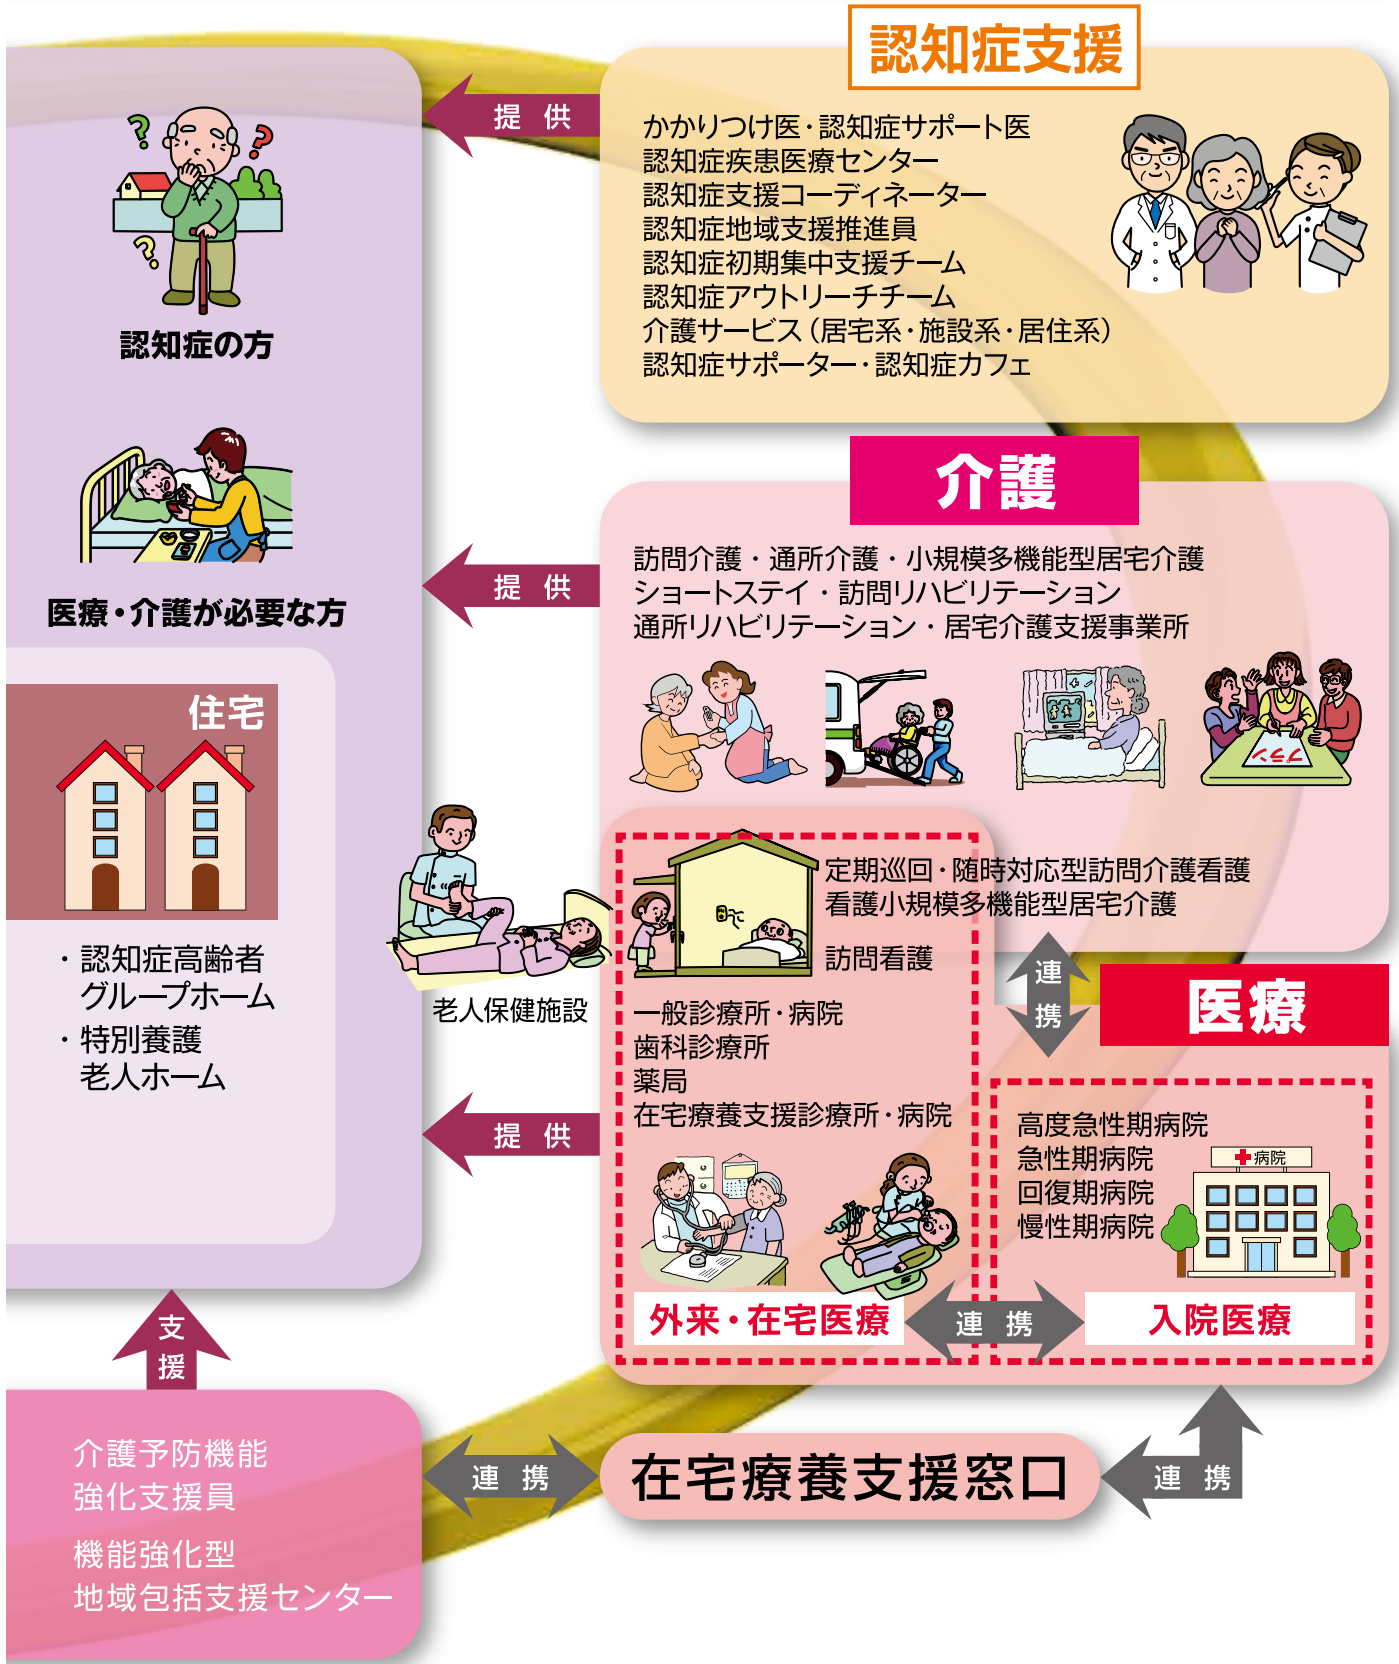 認知症支援
提 供
かかりつけ医・認知症サポート医
認知症疾患医療センター
認知症支援コーディネーター
認知症地域支援推進員
認知症初期集中支援チーム
認知症アウトリーチチーム
介護サービス(居宅系・施設系・居住系)
認知症サポーター・認知症カフェ
?
?
?
認知症の方
医療・介護が必要な方
介護
提 供
訪問介護・通所介護・小規模多機能型居宅介護
ショートステイ・訪問リハビリテーション
通所リハビリテーション・居宅介護支援事業所
プラン
住宅
・認知症高齢者
グループホーム
・特別養護
老人ホーム
老人保健施設
定期巡回・随時対応型訪問介護看護
看護小規模多機能型居宅介護
訪問看護
連
携
医療
一般診療所・病院
歯科診療所
薬局
在宅療養支援診療所・病院
提 供
高度急性期病院
急性期病院
回復期病院
慢性期病院
病院
外来・在宅医療
連 携
入院医療
支
援
介護予防機能
強化支援員
機能強化型
地域包括支援センター
連 携
在宅療養支援窓口
連 携